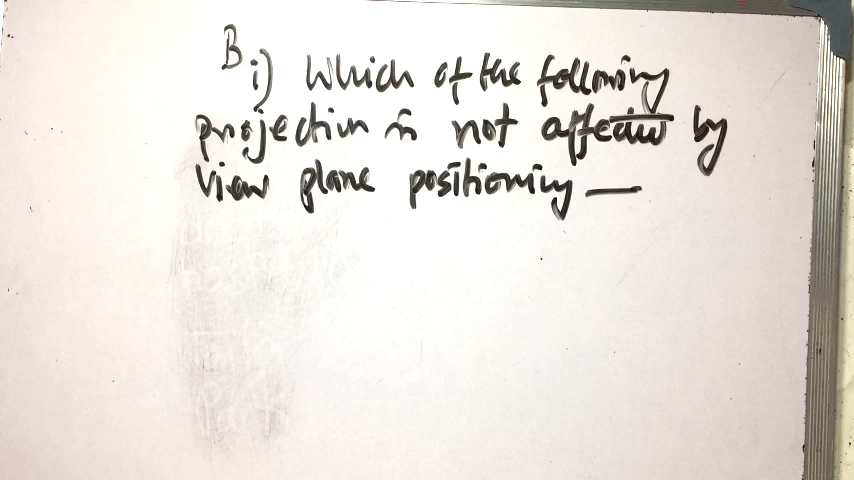 B i) Which of the following
projection is not affected by
View plane positioning —